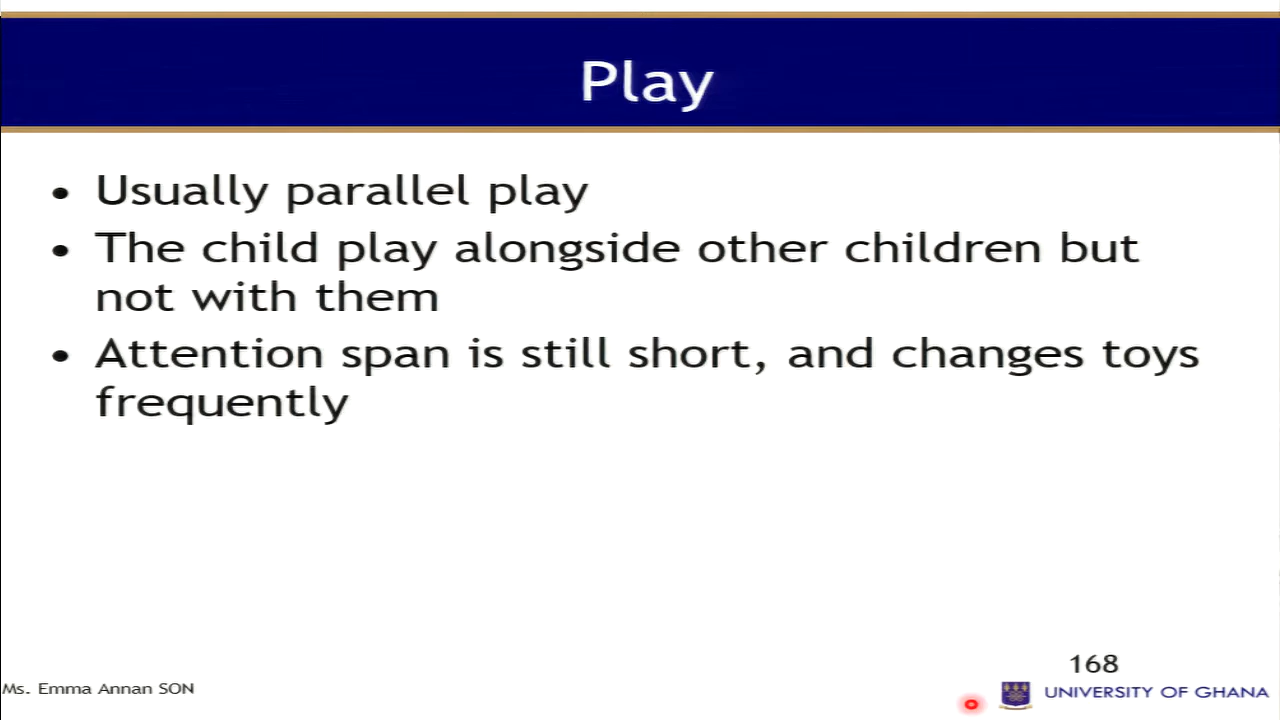 Play
• Usually parallel play
• The child play alongside other children but
not with them
• Attention span is still short, and changes toys
frequently
168
Ms. Emma Annan SON
UNIVERSITY OF GHANA